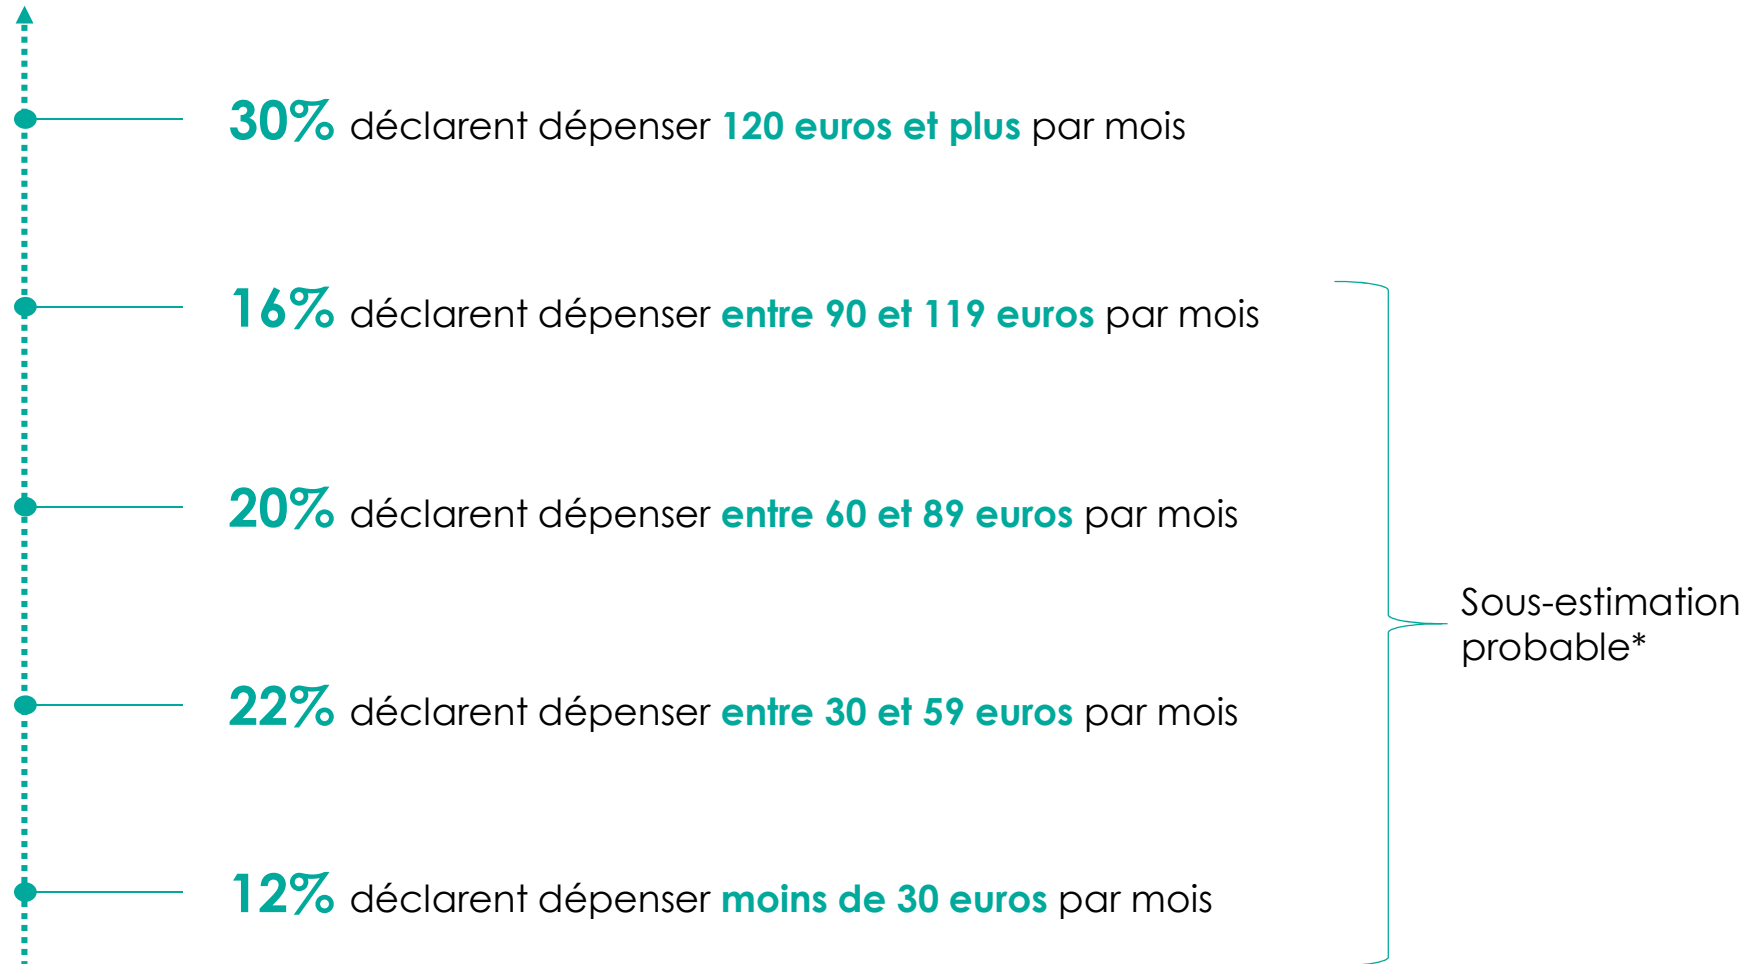 30% déclarent dépenser 120 euros et plus par mois
16% déclarent dépenser entre 90 et 119 euros par mois
20% déclarent dépenser entre 60 et 89 euros par mois
Sous-estimation
probable*
22% déclarent dépenser entre 30 et 59 euros par mois
12% déclarent dépenser moins de 30 euros par mois